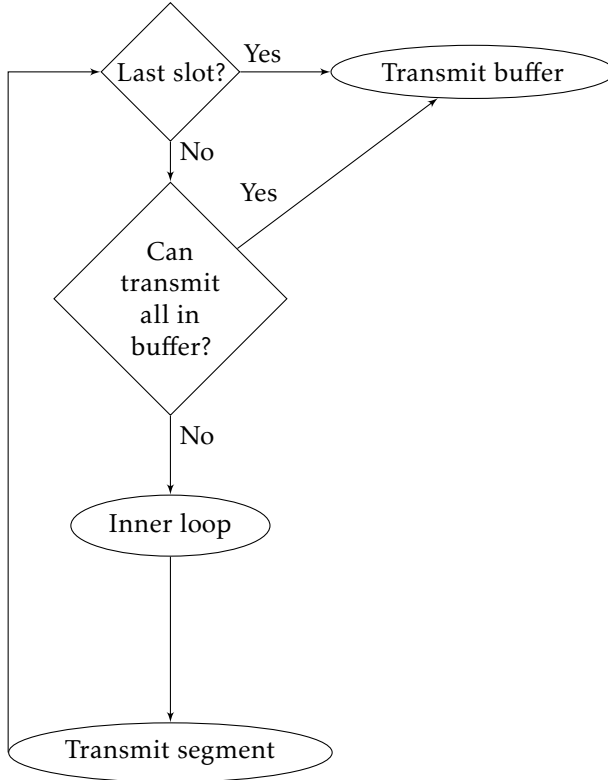 Last slot?
Yes
Transmit buffer
No
Yes
Can
transmit
all in
buffer?
No
Inner loop
Transmit segment